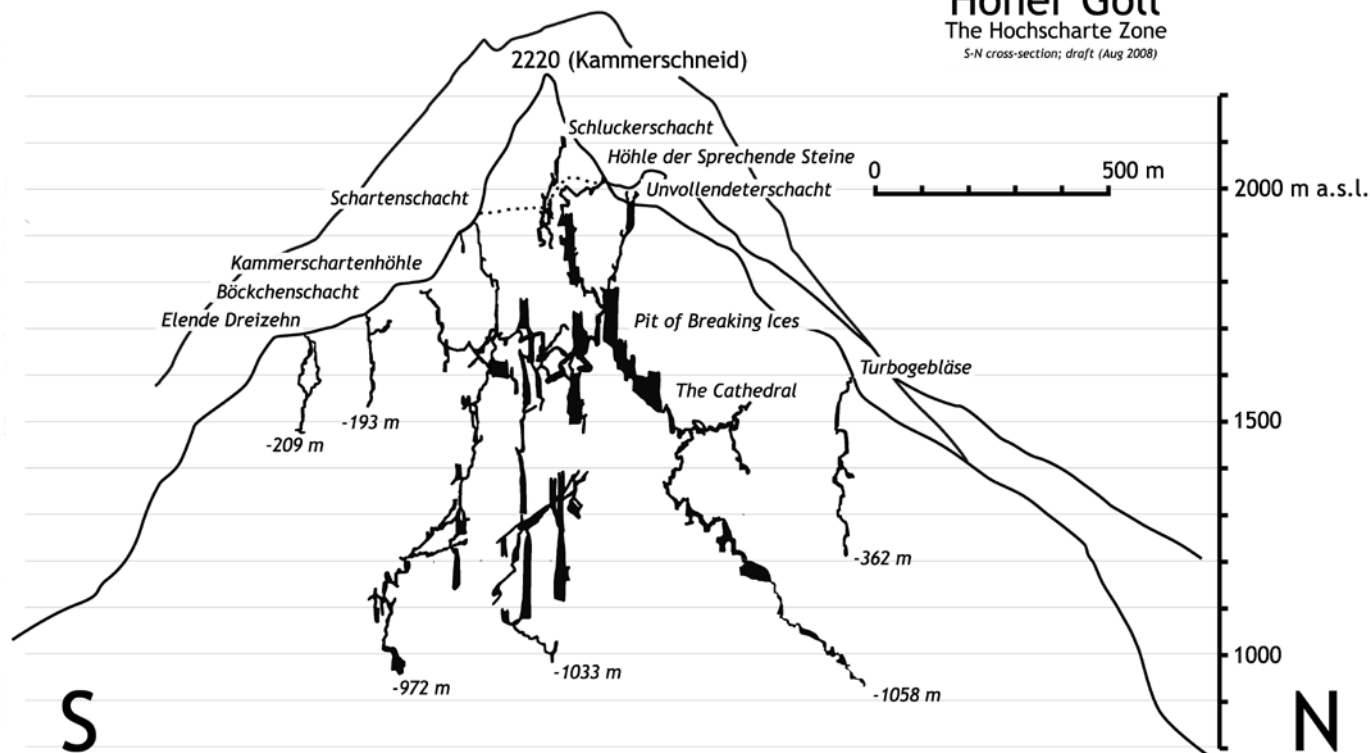 Hoher Göll
The Hochscharte Zone
S-N cross-section; draft (Aug 2008)
2220 (Kammerschneid)
Schluckerschacht
Höhle der Sprechende Steine
0
500 m
Schartenschacht
Unvollendeterschacht
2000 m a.s.l.
Kammerschartenhöhle
Böckchenschacht
Elende Dreizehn
Pit of Breaking Ices
Turbogebläse
The Cathedral
-193 m
1500
-209 m
-362 m
1000
-1033 m
-972 m
-1058 m
S
N